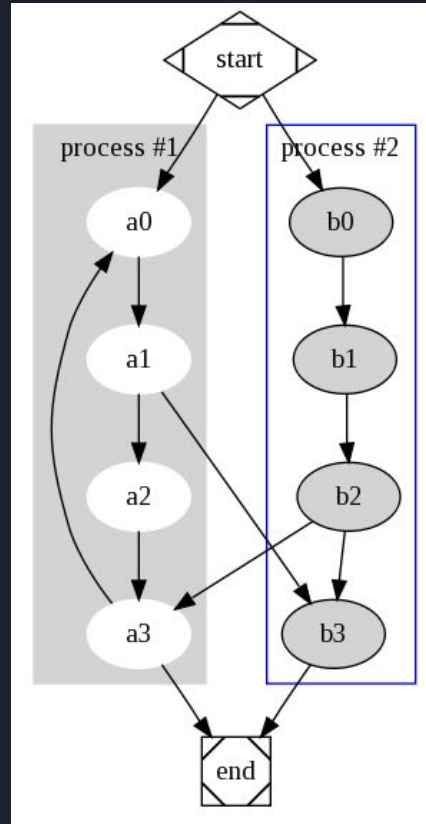 start
process #1
process #2
a0
b0
a1
b1
a2
b2
a3
b3
end